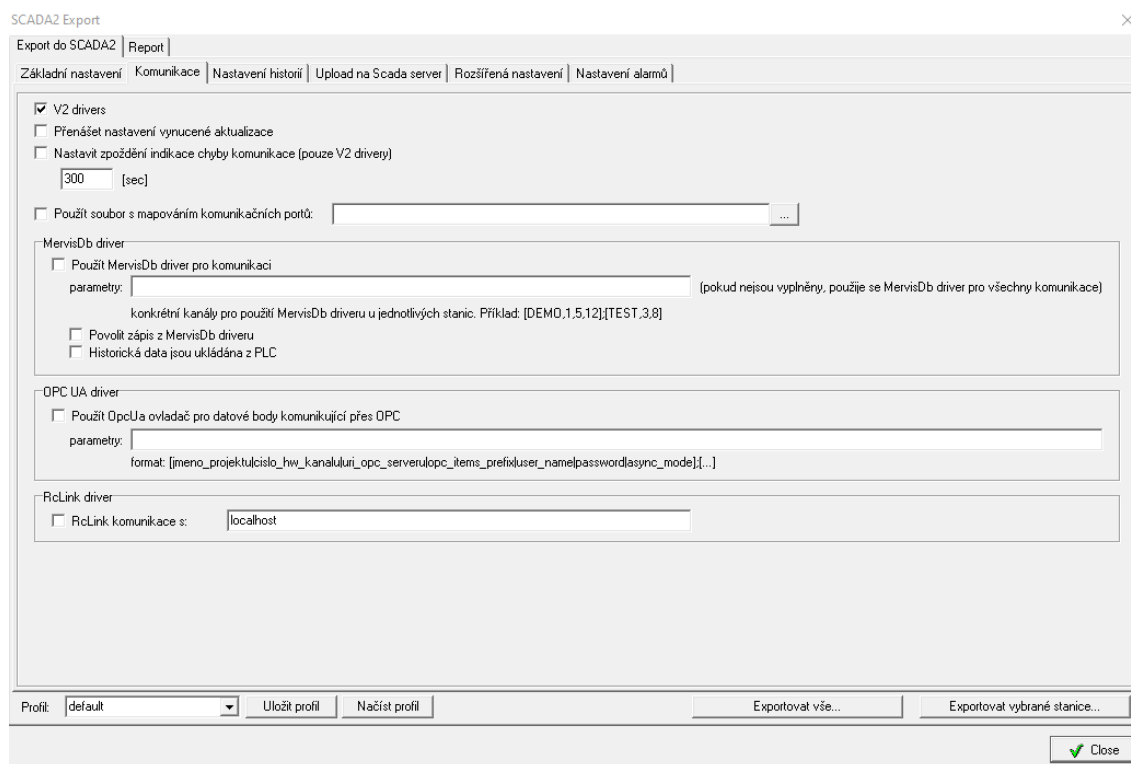 SCADA2 Export
Export do SCADA2 Report
Základní nastavení Komunikace Nastavení historií Upload na Scada server Rozšířená nastavení Nastavení alarmů
V2 drivers
Přenášet nastavení vynucené aktualizace
Nastavit zpoždění indikace chyby komunikace (pouze V2 drivery)
300 [sec]
Použít soubor s mapováním komunikačních portů: ...
MervisDb driver
Použít MervisDb driver pro komunikaci
parametry: (pokud nejsou vyplněny, použije se MervisDb driver pro všechny komunikace)
konkrétní kanály pro použití MervisDb driveru u jednotlivých stanic. Příklad: [DEMO,1,5,12];[TEST,3,8]
Povolit zápis z MervisDb driveru
Historická data jsou ukládána z PLC
OPC UA driver
Použít OpcUa ovladač pro datové body komunikující přes OPC
parametry:
format: [jmeno_projektu|cislo_hw_kanalu|uri_opc_serveru|opc_items_prefix|user_name|password|async_mode];[...]
RcLink driver
RcLink komunikace s: localhost
Profil: default Uložit profil Načíst profil Exportovat vše... Exportovat vybrané stanice...
Close